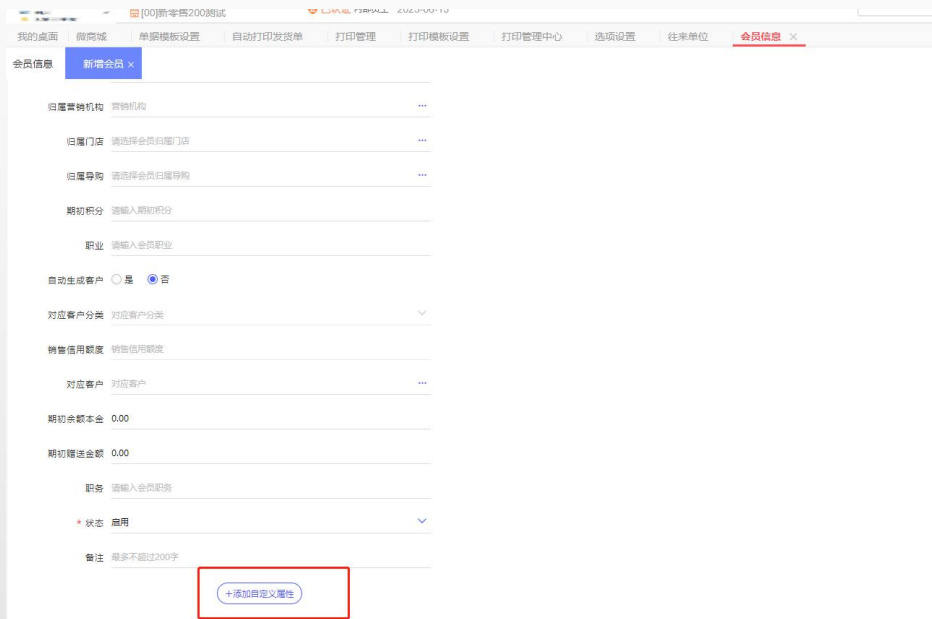 [00]新零售200测试 已认证 内部员工 2025-06-15
我的桌面 微商城 单据模板设置 自动打印发货单 打印管理 打印模板设置 打印管理中心 选项设置 往来单位 会员信息 ×
会员信息 新增会员 ×
归属营销机构 营销机构 ...
归属门店 请选择会员归属门店 ...
归属导购 请选择会员归属导购 ...
期初积分 请输入期初积分
职业 请输入会员职业
自动生成客户 是 否
对应客户分类 对应客户分类
销售信用额度 销售信用额度
对应客户 对应客户 ...
期初余额本金 0.00
期初赠送金额 0.00
职务 请输入会员职务
* 状态 启用
备注 最多不超过200字
+添加自定义属性